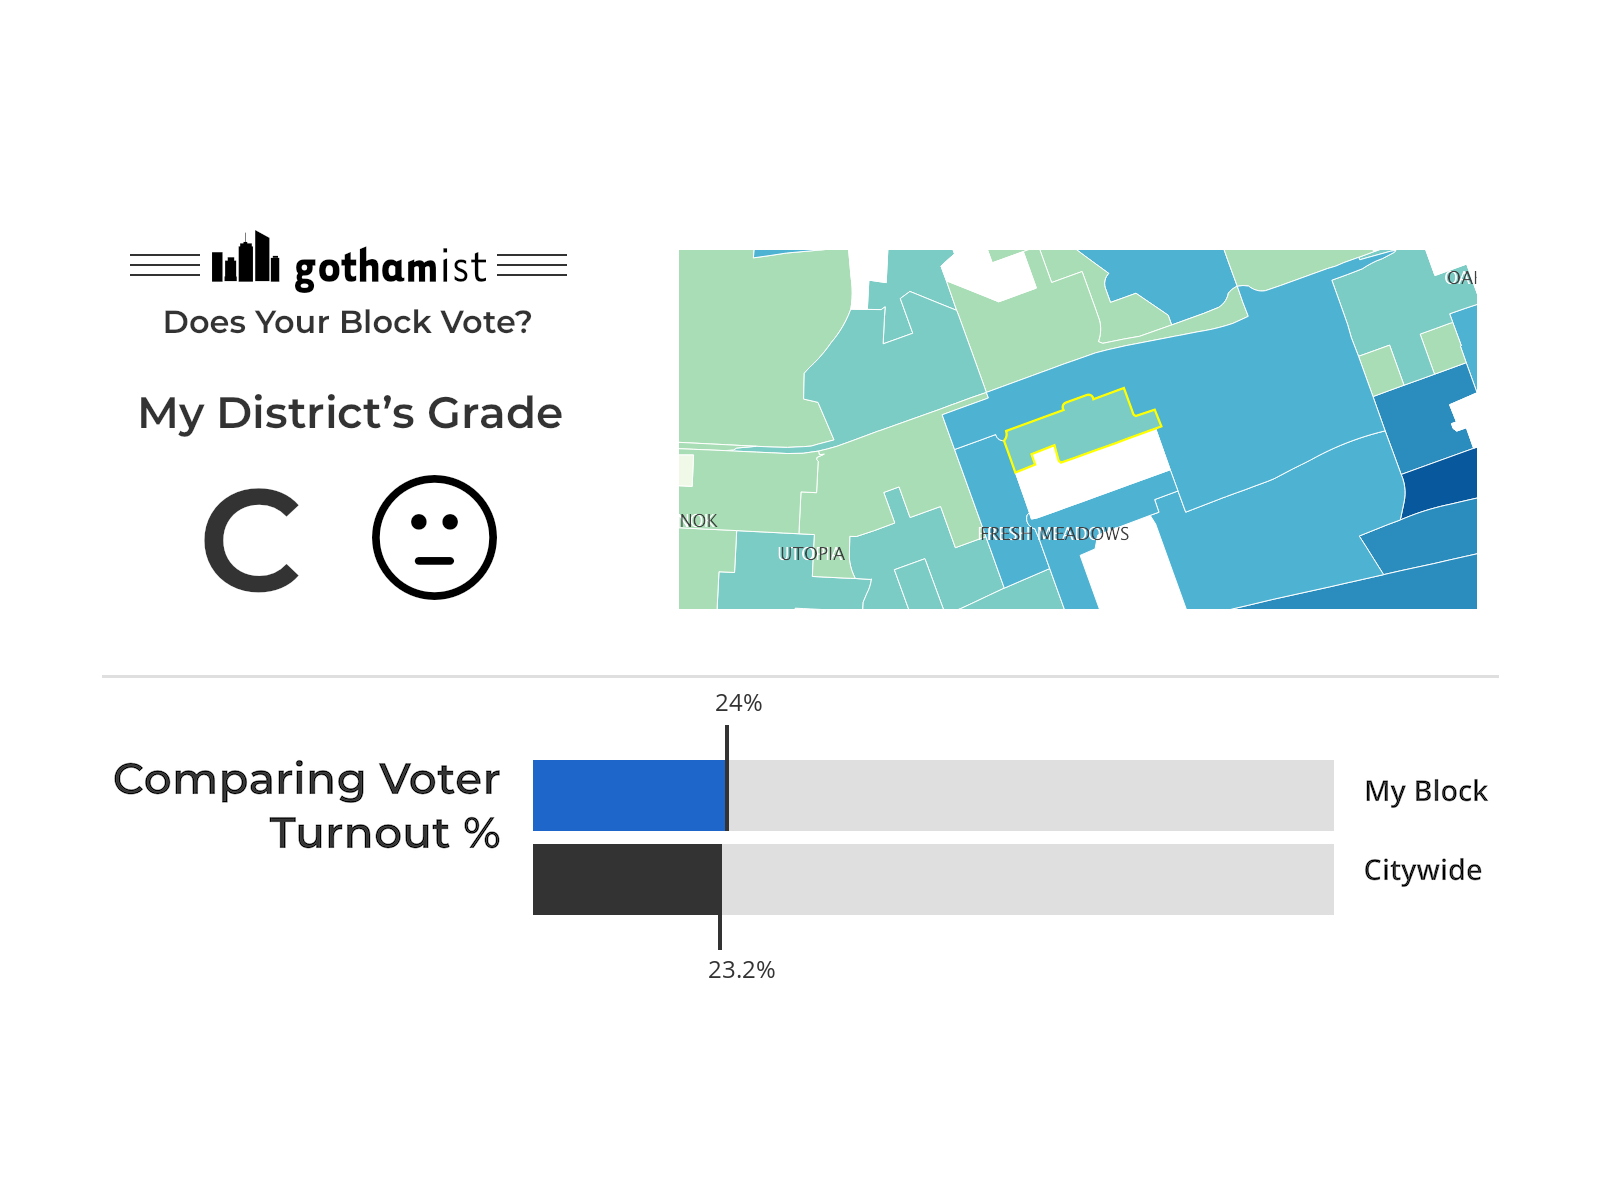 gothamist
Does Your Block Vote?
My District’s Grade
C
OA
NOK
UTOPIA
FRESH MEADOWS
24%
Comparing Voter
Turnout %
My Block
Citywide
23.2%